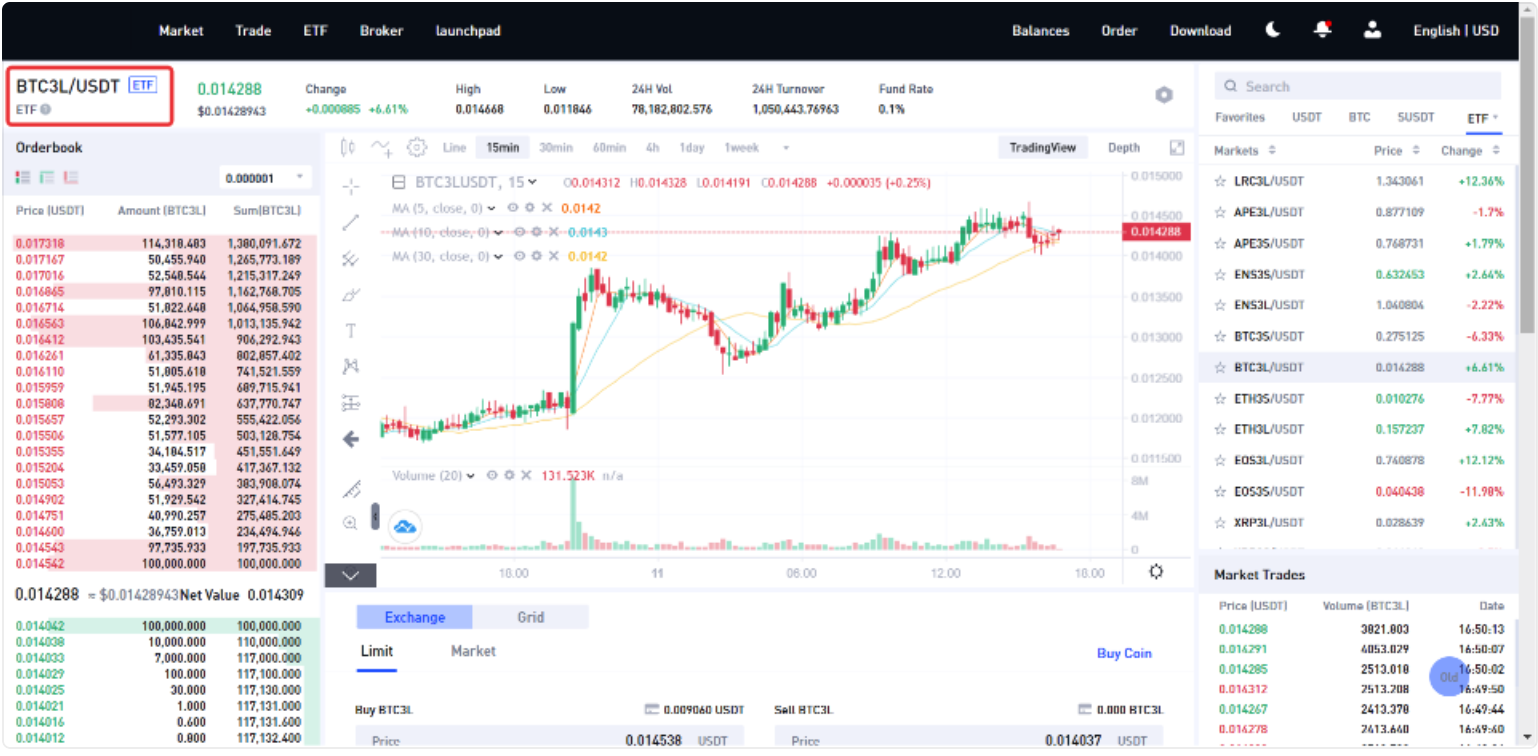 Market Trade ETF Broker launchpad Balances Order Download English | USD
BTC3L/USDT ETF
ETF
0.014288
$0.01428943
Change
+0.000885 +6.61%
High
0.014668
Low
0.011846
24H Vol
78,182,802.576
24H Turnover
1,050,443.76963
Fund Rate
0.1%
Orderbook
0.000001
Price (USDT) Amount (BTC3L) Sum(BTC3L)
0.017318 114,318.483 1,380,091.672
0.017167 50,455.940 1,265,773.189
0.017016 52,548.544 1,215,317.249
0.016865 97,810.115 1,162,768.705
0.016714 51,822.648 1,064,958.590
0.016563 106,842.999 1,013,135.942
0.016412 103,435.541 906,292.943
0.016261 61,335.843 802,857.402
0.016110 51,805.618 741,521.559
0.015959 51,945.195 689,715.941
0.015808 82,348.691 637,770.747
0.015657 52,293.302 555,422.056
0.015506 51,577.105 503,128.754
0.015355 34,184.517 451,551.649
0.015204 33,459.058 417,367.132
0.015053 56,493.329 383,908.074
0.014902 51,929.542 327,414.745
0.014751 40,990.257 275,485.203
0.014600 36,759.013 234,494.946
0.014543 97,735.933 197,735.933
0.014542 100,000.000 100,000.000
0.014288 ≈ $0.01428943 Net Value 0.014309
0.014042 100,000.000 100,000.000
0.014038 10,000.000 110,000.000
0.014033 7,000.000 117,000.000
0.014029 100.000 117,100.000
0.014025 30.000 117,130.000
0.014021 1.000 117,131.000
0.014016 0.600 117,131.600
0.014012 0.800 117,132.400
Line 15min 30min 60min 4h 1day 1week TradingView Depth
BTC3LUSDT, 15 O0.014312 H0.014328 L0.014191 C0.014288 +0.000035 (+0.25%)
MA (5, close, 0) 0.0142
MA (10, close, 0) 0.0143
MA (30, close, 0) 0.0142
0.015000
0.014500
0.014288
0.014000
0.013500
0.013000
0.012500
0.012000
0.011500
Volume (20) 131.523K n/a
8M
4M
0
18:00 11 06:00 12:00 18:00
Exchange Grid
Limit Market Buy Coin
Buy BTC3L 0.009060 USDT
Price 0.014538 USDT
Sell BTC3L 0.000 BTC3L
Price 0.014037 USDT
Search
Favorites USDT BTC SUSDT ETF
Markets Price Change
LRC3L/USDT 1.343061 +12.36%
APE3L/USDT 0.877109 -1.7%
APE3S/USDT 0.768731 +1.79%
ENS3S/USDT 0.632453 +2.64%
ENS3L/USDT 1.040804 -2.22%
BTC3S/USDT 0.275125 -6.33%
BTC3L/USDT 0.014288 +6.61%
ETH3S/USDT 0.010276 -7.77%
ETH3L/USDT 0.157237 +7.82%
EOS3L/USDT 0.740878 +12.12%
EOS3S/USDT 0.040438 -11.98%
XRP3L/USDT 0.028639 +2.43%
Market Trades
Price (USDT) Volume (BTC3L) Date
0.014288 3821.803 16:50:13
0.014291 4053.029 16:50:07
0.014285 2513.018 16:50:02
Old
0.014312 2513.208 16:49:50
0.014267 2413.378 16:49:44
0.014278 2413.640 16:49:40